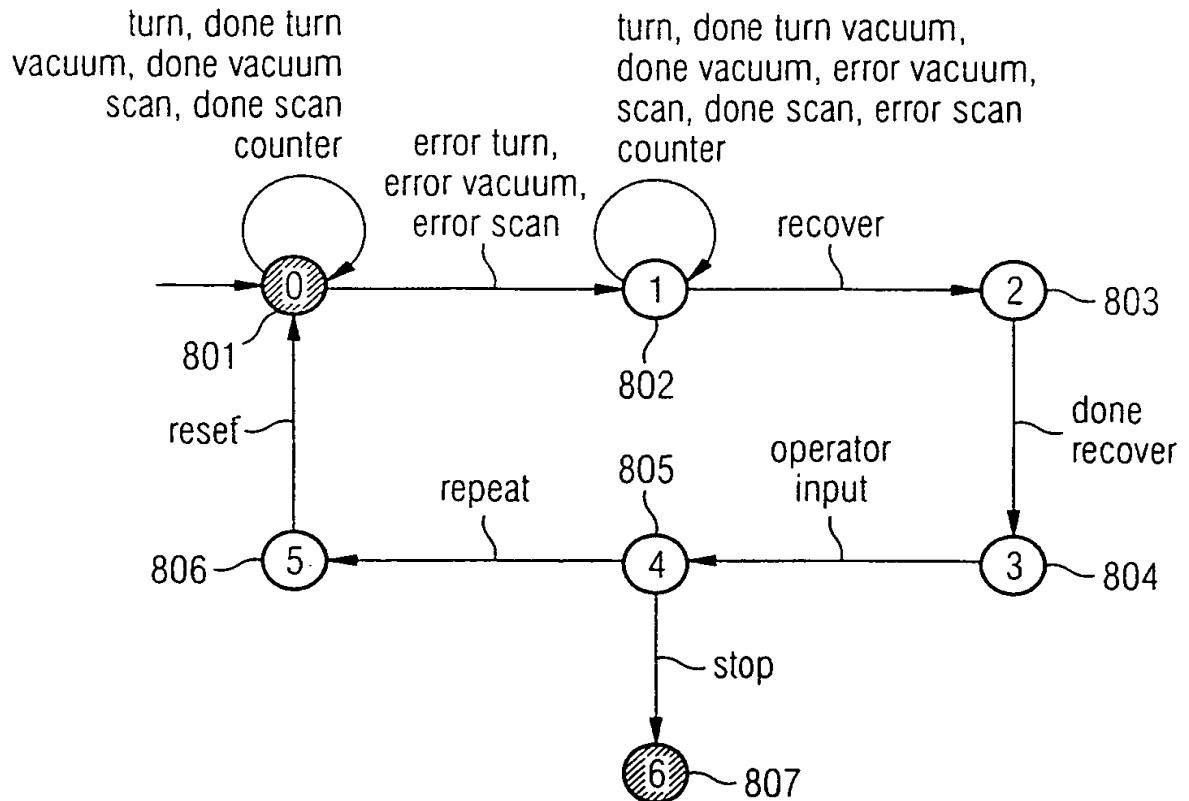 turn, done turn
vacuum, done vacuum
scan, done scan
counter
turn, done turn vacuum,
done vacuum, error vacuum,
scan, done scan, error scan
counter
error turn,
error vacuum,
error scan
recover
0
1
2
803
801
802
resef
done
recover
805
operator
input
repeat
806
5
4
3
804
stop
6
807